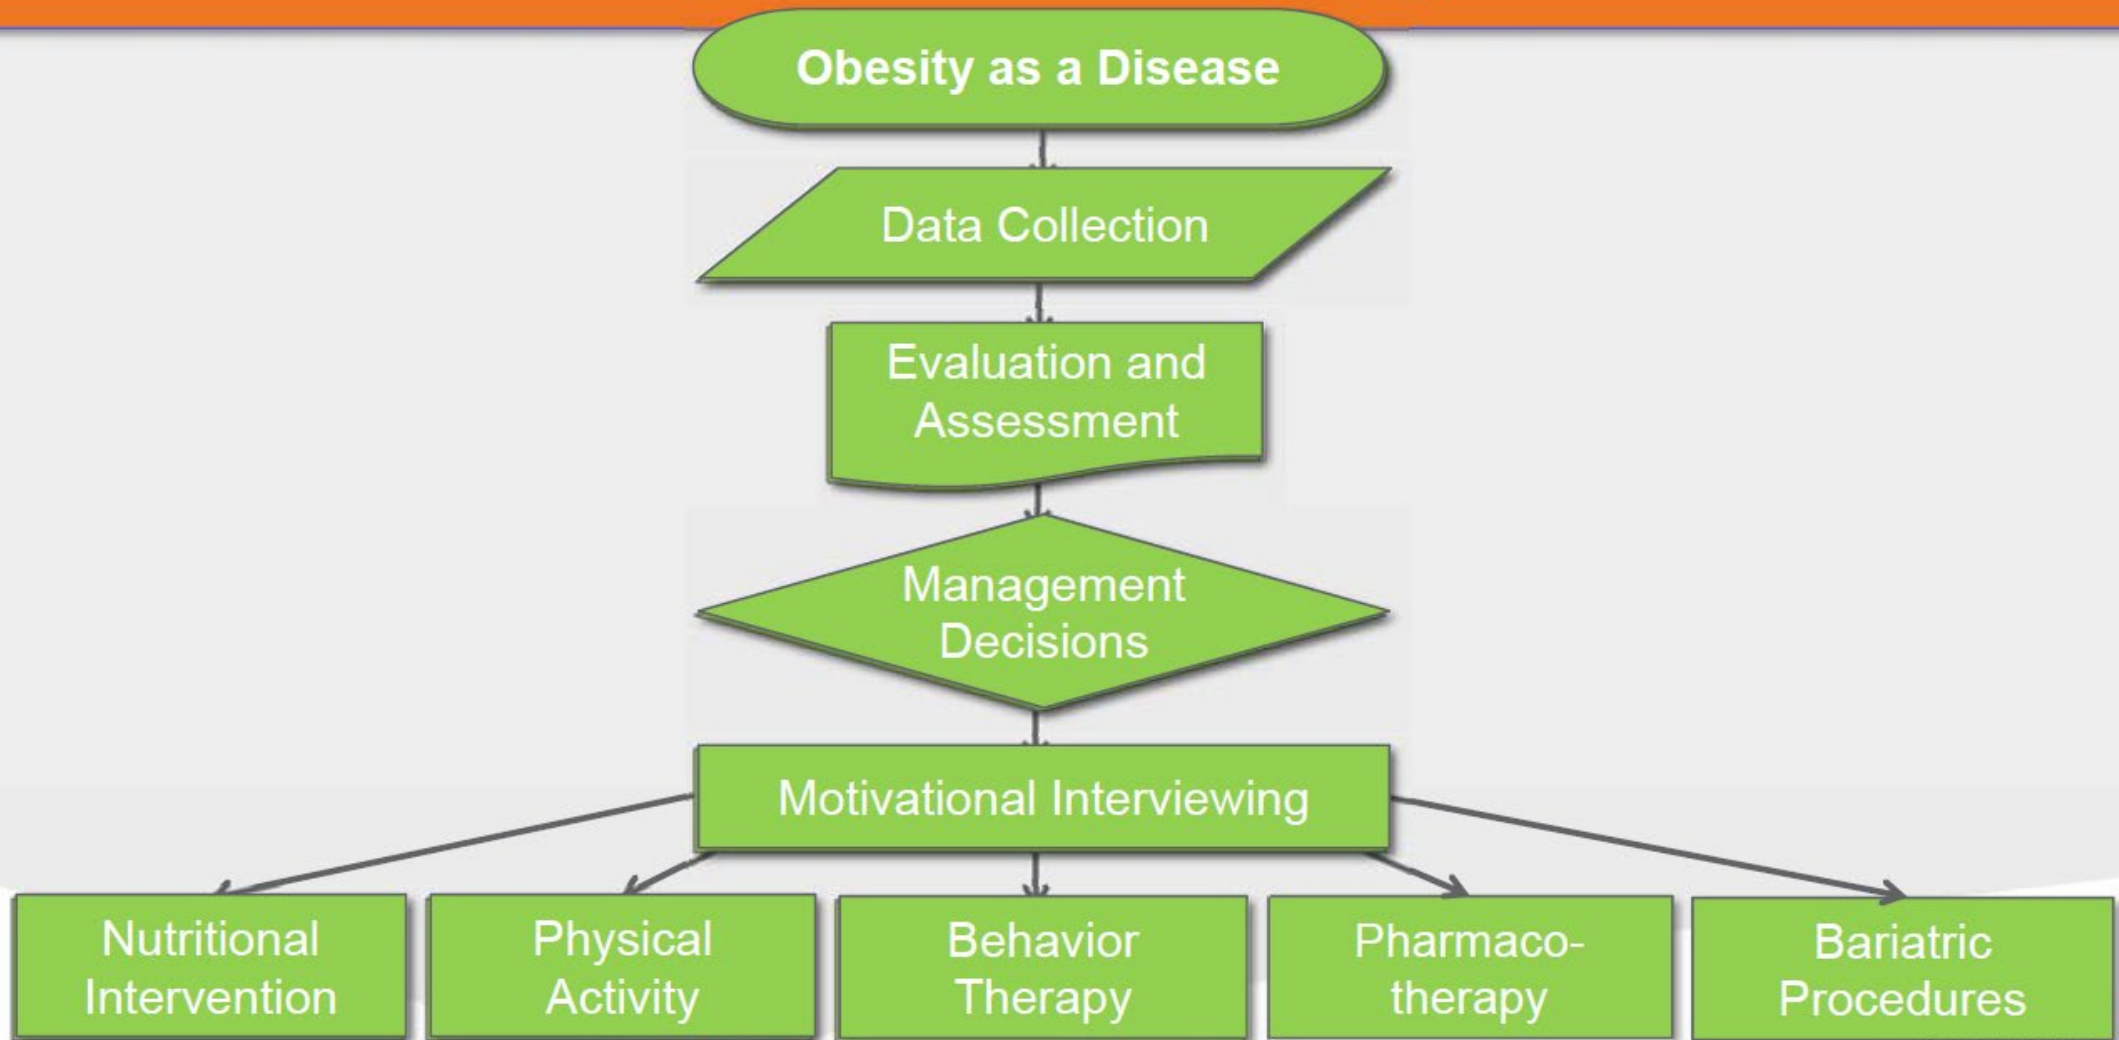 Obesity as a Disease
Data Collection
Evaluation and
Assessment
Management
Decisions
Motivational Interviewing
Nutritional
Intervention
Physical
Activity
Behavior
Therapy
Pharmaco-
therapy
Bariatric
Procedures